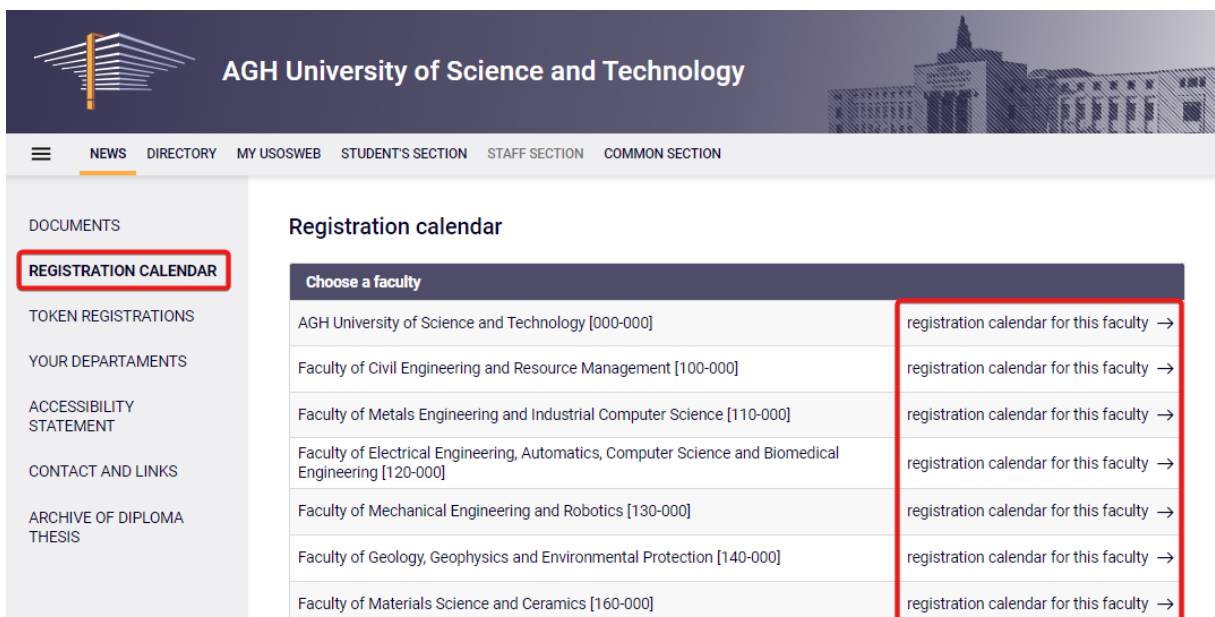 AGH University of Science and Technology
NEWS DIRECTORY MY USOSWEB STUDENT'S SECTION STAFF SECTION COMMON SECTION
DOCUMENTS
REGISTRATION CALENDAR
TOKEN REGISTRATIONS
YOUR DEPARTAMENTS
ACCESSIBILITY
STATEMENT
CONTACT AND LINKS
ARCHIVE OF DIPLOMA
THESIS
Registration calendar
Choose a faculty
AGH University of Science and Technology [000-000] registration calendar for this faculty →
Faculty of Civil Engineering and Resource Management [100-000] registration calendar for this faculty →
Faculty of Metals Engineering and Industrial Computer Science [110-000] registration calendar for this faculty →
Faculty of Electrical Engineering, Automatics, Computer Science and Biomedical
Engineering [120-000] registration calendar for this faculty →
Faculty of Mechanical Engineering and Robotics [130-000] registration calendar for this faculty →
Faculty of Geology, Geophysics and Environmental Protection [140-000] registration calendar for this faculty →
Faculty of Materials Science and Ceramics [160-000] registration calendar for this faculty →